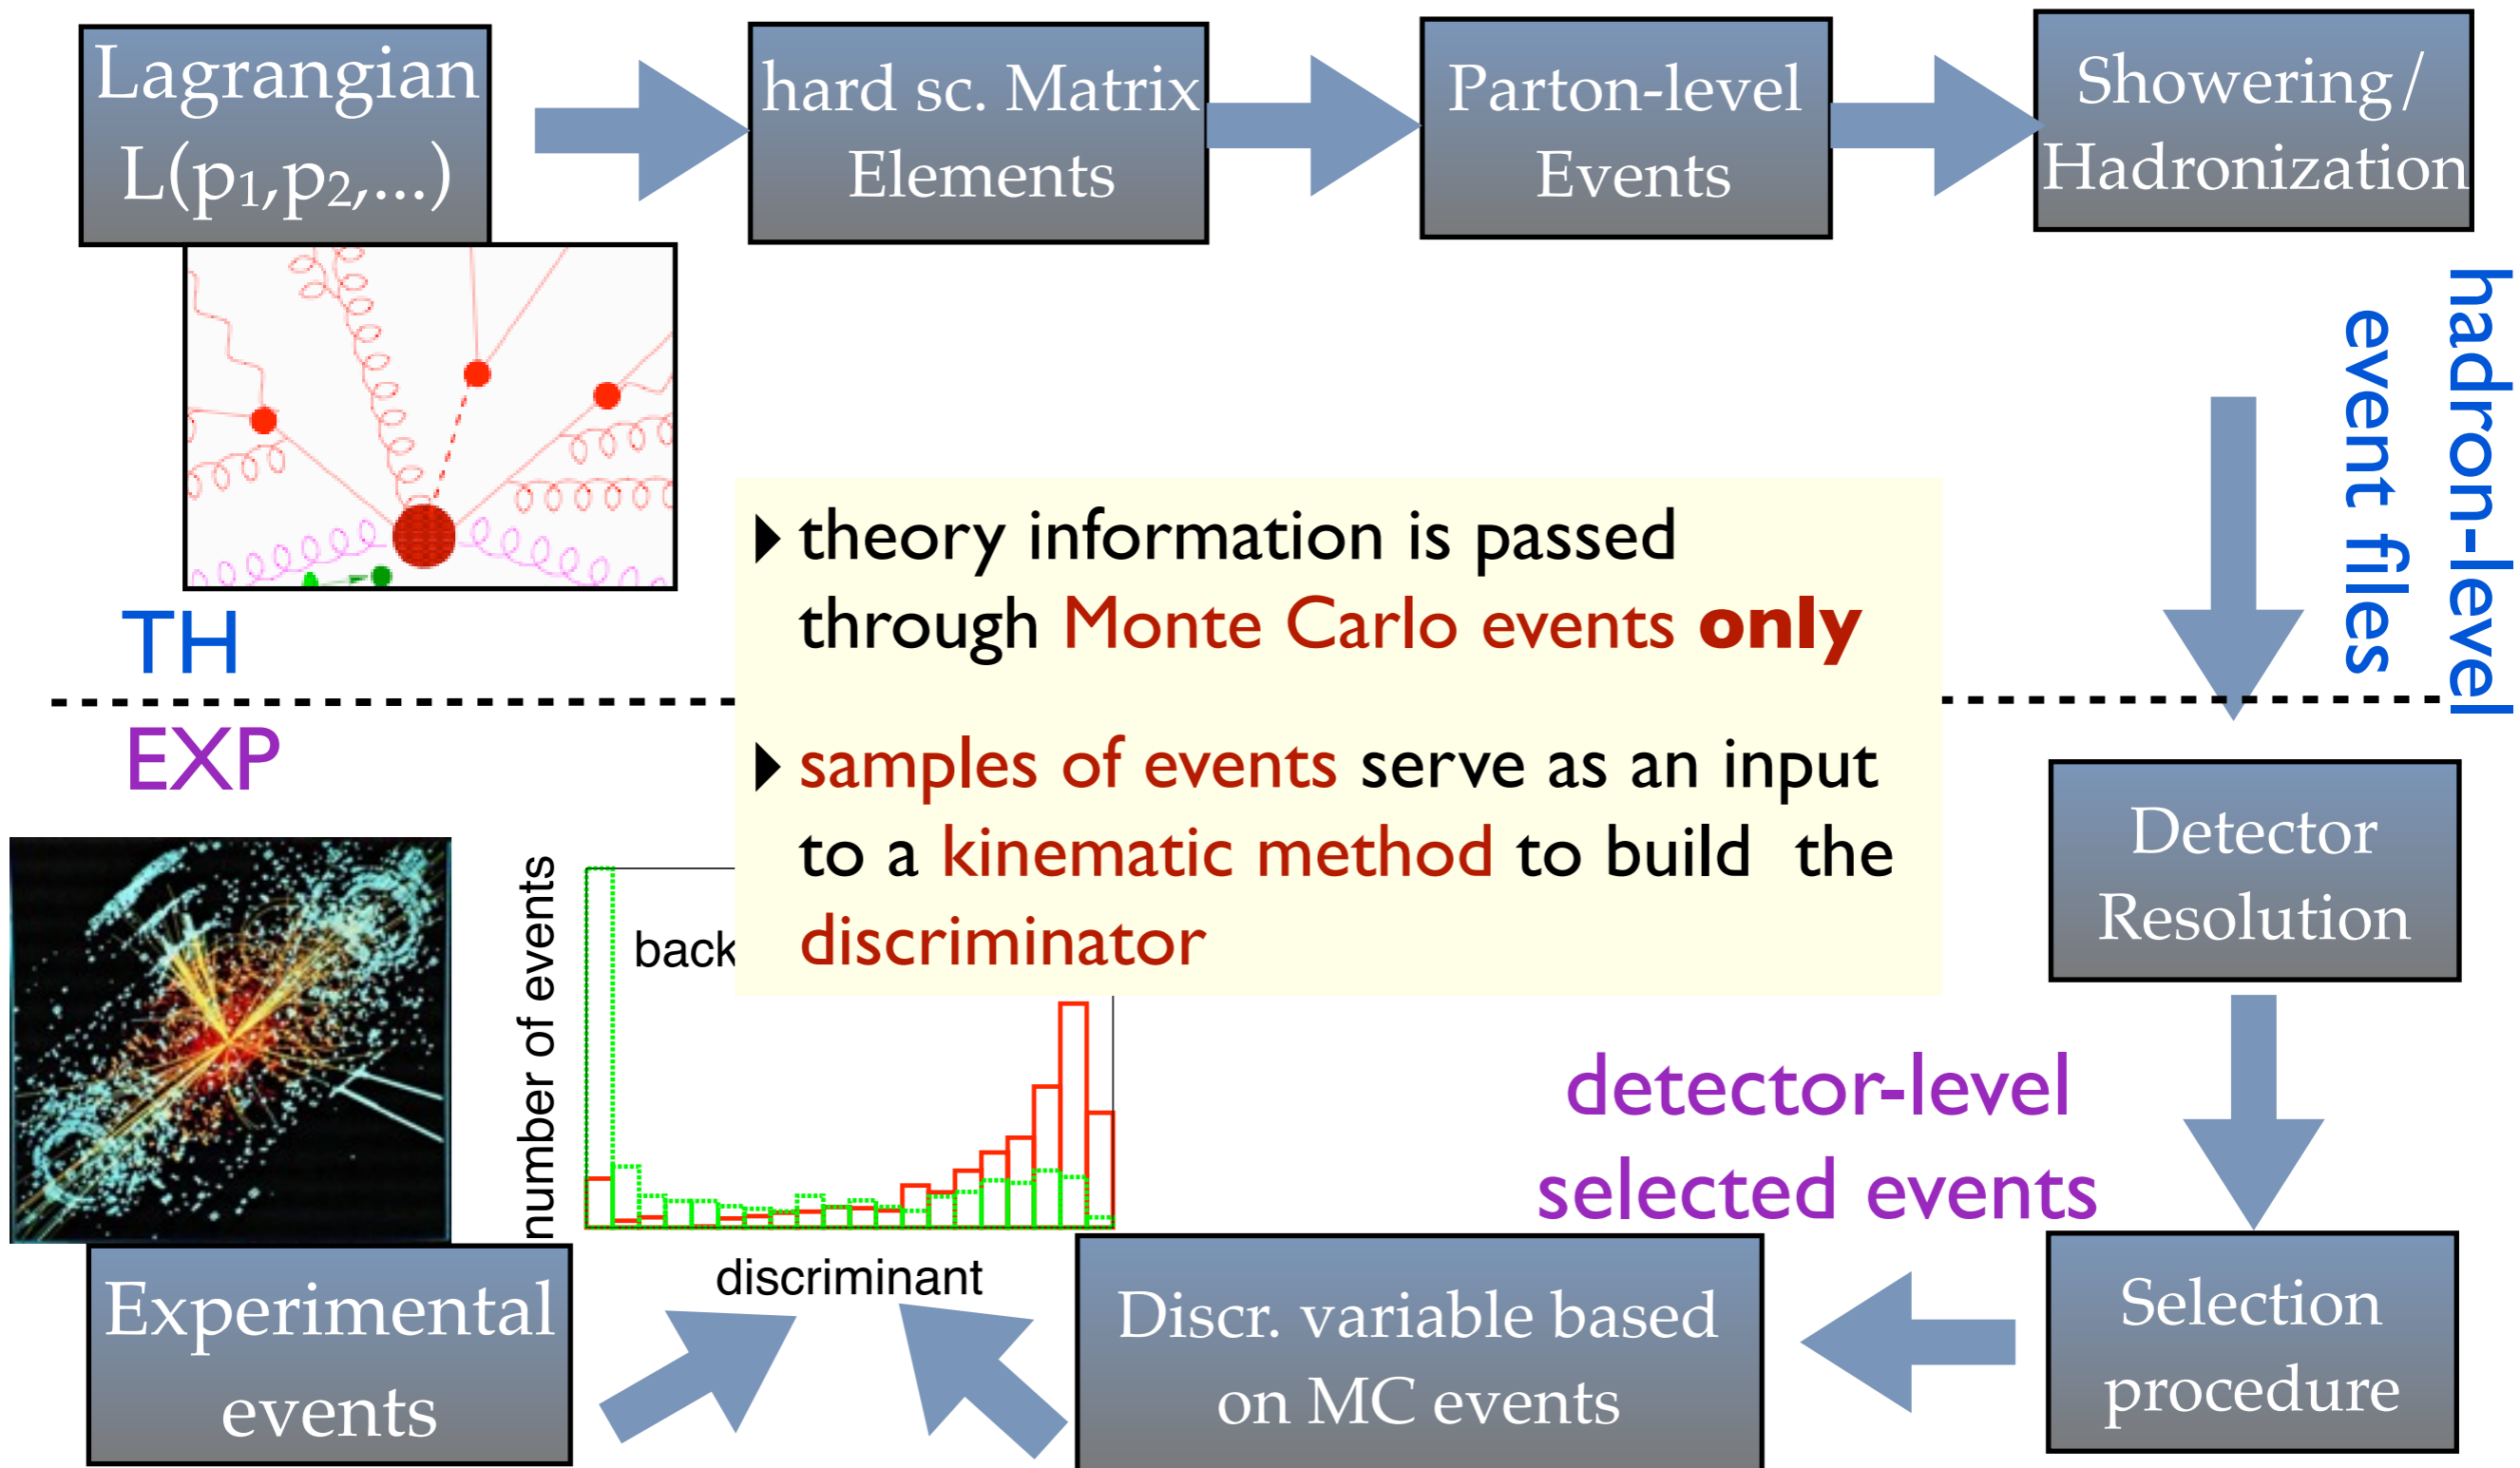 Lagrangian
L(p₁,p₂,...)
hard sc. Matrix
Elements
Parton-level
Events
Showering/
Hadronization
hadron-level
event files
TH
EXP
▸ theory information is passed
through Monte Carlo events only
▸ samples of events serve as an input
to a kinematic method to build the
discriminator
Detector
Resolution
number of events
back
discriminant
detector-level
selected events
Experimental
events
Discr. variable based
on MC events
Selection
procedure